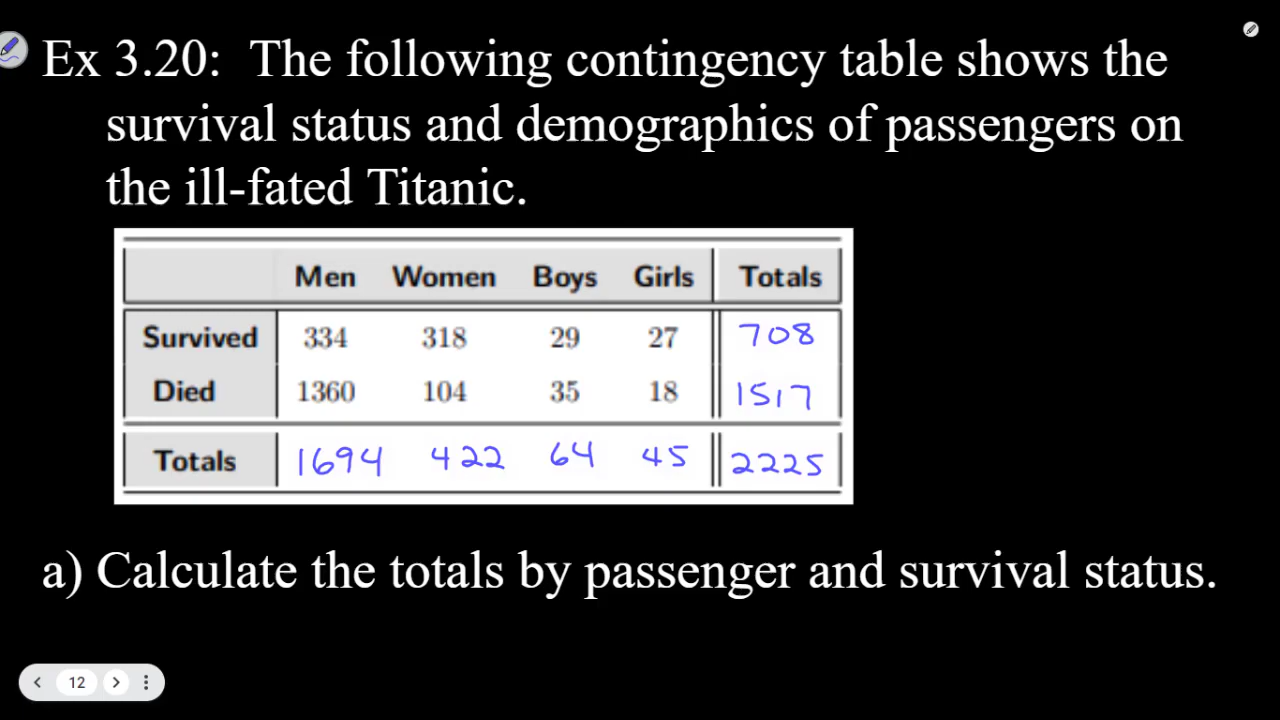 Ex 3.20: The following contingency table shows the
survival status and demographics of passengers on
the ill-fated Titanic.
Men Women Boys Girls Totals
Survived 334 318 29 27 708
Died 1360 104 35 18 1517
Totals 1694 422 64 45 2225
a) Calculate the totals by passenger and survival status.
12